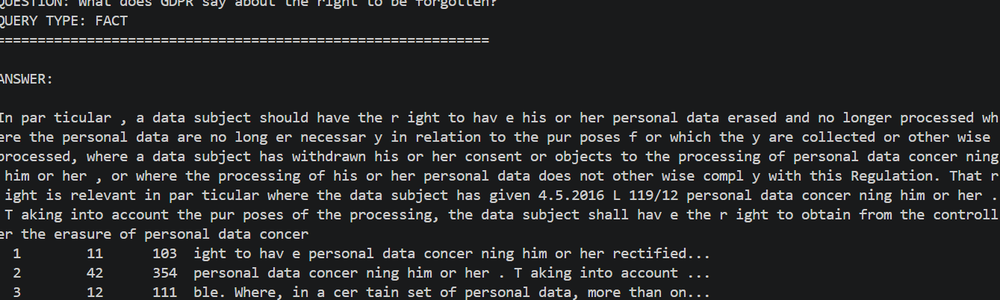 QUESTION: What does GDPR say about the right to be forgotten?
QUERY TYPE: FACT
================================================================
ANSWER:
In par ticular , a data subject should have the r ight to hav e his or her personal data erased and no longer processed wh
ere the personal data are no long er necessar y in relation to the pur poses f or which the y are collected or other wise
processed, where a data subject has withdrawn his or her consent or objects to the processing of personal data concer ning
him or her , or where the processing of his or her personal data does not other wise compl y with this Regulation. That r
ight is relevant in par ticular where the data subject has given 4.5.2016 L 119/12 personal data concer ning him or her .
T aking into account the pur poses of the processing, the data subject shall hav e the r ight to obtain from the controll
er the erasure of personal data concer
1 11 103 ight to hav e personal data concer ning him or her rectified...
2 42 354 personal data concer ning him or her . T aking into account ...
3 12 111 ble. Where, in a cer tain set of personal data, more than on...